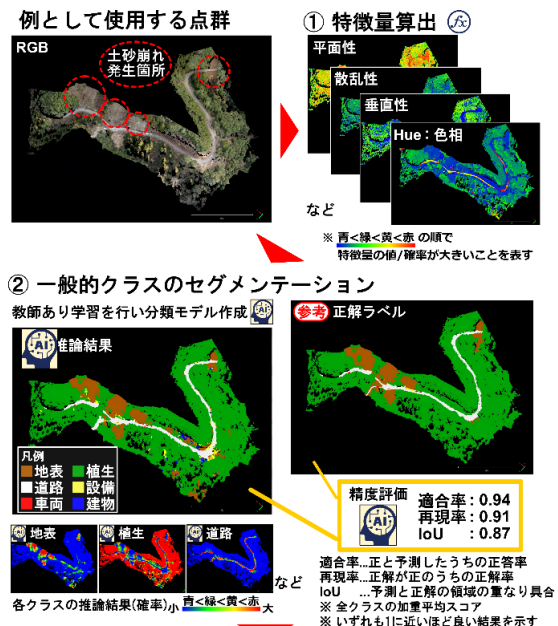 例として使用する点群
RGB
土砂崩れ
発生箇所
① 特徴量算出 fx
平面性
散乱性
垂直性
Hue：色相
など
※ 青<緑<黄<赤 の順で
特徴量の値/確率が大きいことを表す
② 一般的クラスのセグメンテーション
教師あり学習を行い分類モデル作成 AI
AI 推論結果
凡例
地表 植生
道路 設備
車両 建物
参考 正解ラベル
精度評価
AI
適合率：0.94
再現率：0.91
IoU ：0.87
AI 地表
AI 植生
AI 道路
など
各クラスの推論結果(確率) 小 青<緑<黄<赤 大
適合率…正と予測したうちの正答率
再現率…正解が正のうちの正解率
IoU …予測と正解の領域の重なり具合
※ 全クラスの加重平均スコア
※ いずれも1に近いほど良い結果を示す